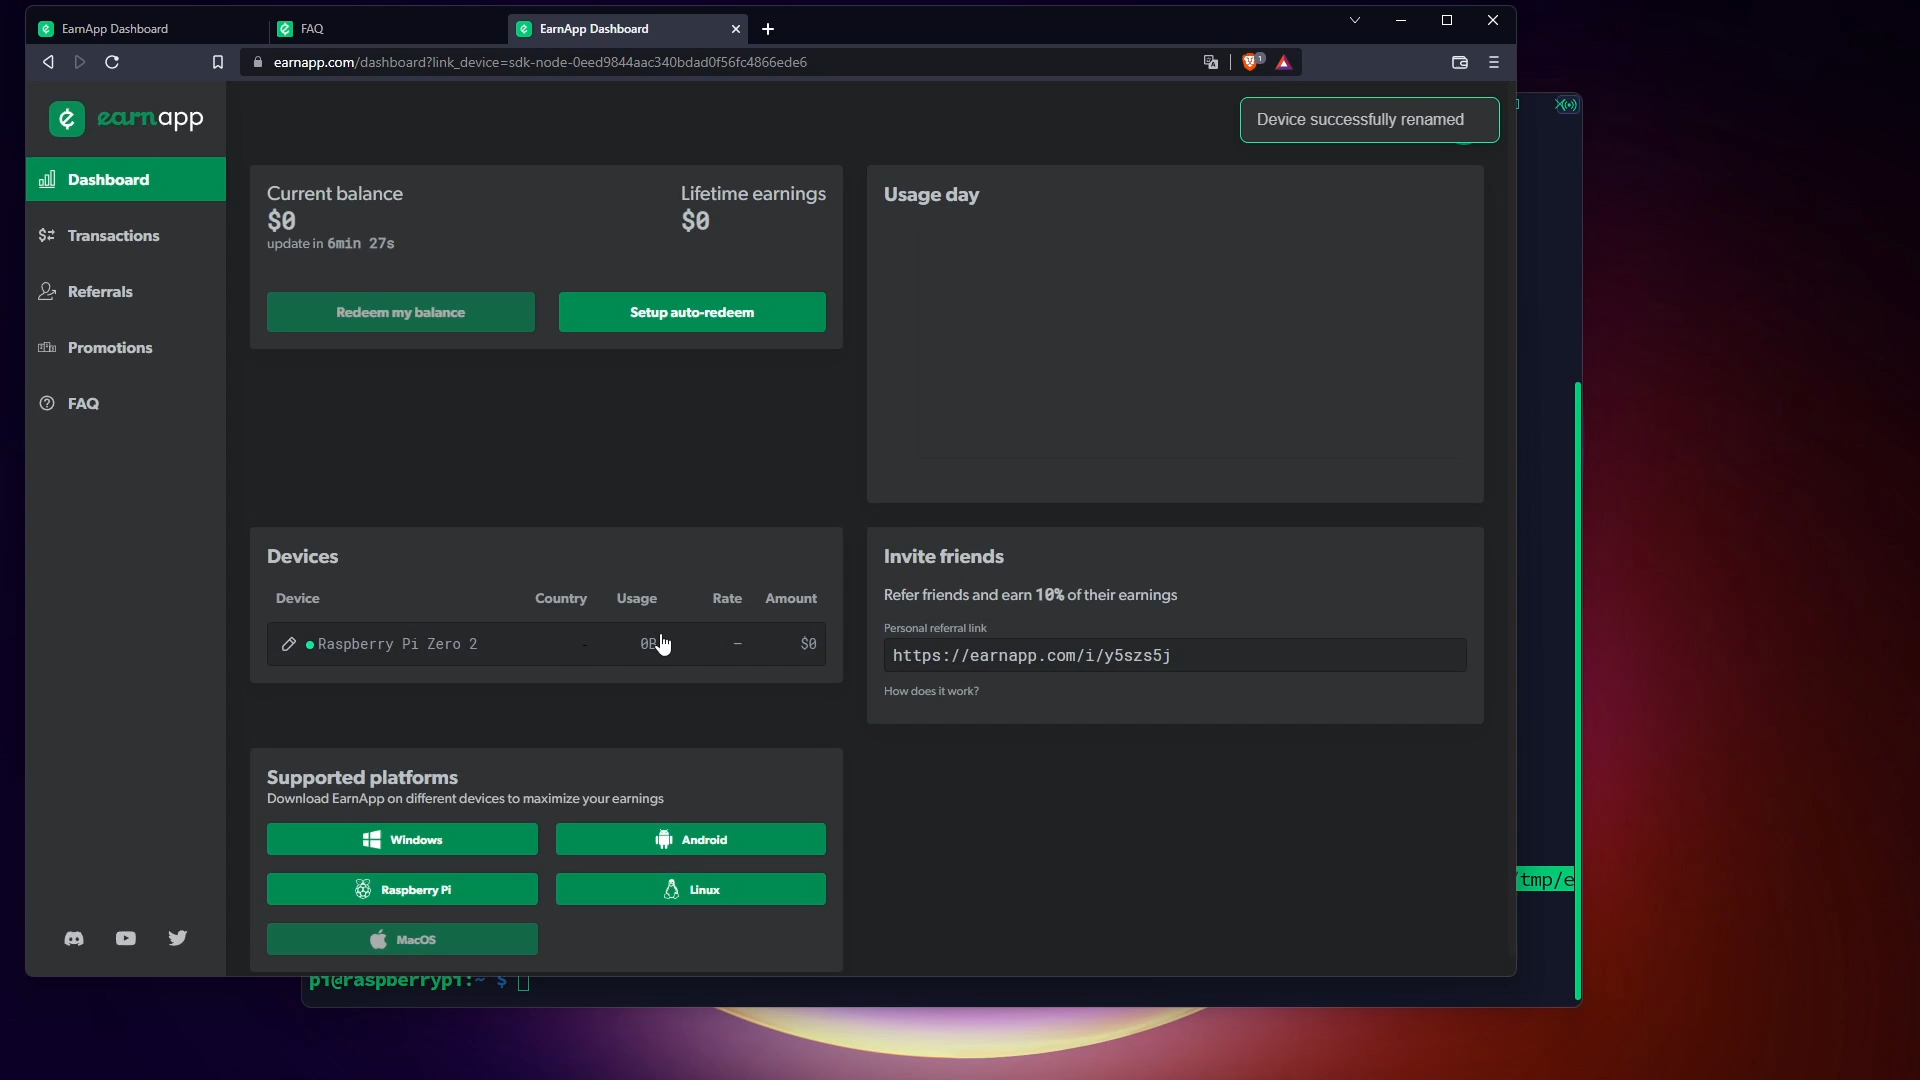 EarnApp Dashboard
FAQ
EarnApp Dashboard
earnapp.com/dashboard?link_device=sdk-node-0eed9844aac340bdad0f56fc4866ede6
1
earnapp
Device successfully renamed
Dashboard
Transactions
Referrals
Promotions
FAQ
Current balance
$0
update in 6min 27s
Lifetime earnings
$0
Redeem my balance
Setup auto-redeem
Usage day
Devices
Device Country Usage Rate Amount
Raspberry Pi Zero 2 - 0B — $0
Invite friends
Refer friends and earn 10% of their earnings
Personal referral link
https://earnapp.com/i/y5szs5j
How does it work?
Supported platforms
Download EarnApp on different devices to maximize your earnings
Windows
Android
Raspberry Pi
Linux
MacOS
/tmp/e
pi@raspberrypi:~ $